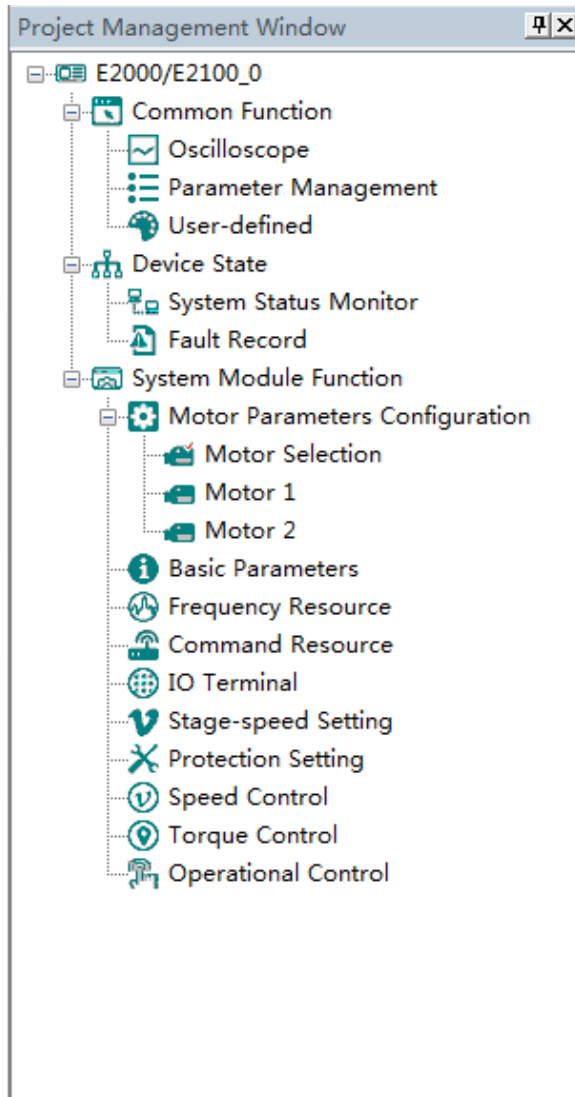 Project Management Window
E2000/E2100_0
Common Function
Oscilloscope
Parameter Management
User-defined
Device State
System Status Monitor
Fault Record
System Module Function
Motor Parameters Configuration
Motor Selection
Motor 1
Motor 2
Basic Parameters
Frequency Resource
Command Resource
IO Terminal
Stage-speed Setting
Protection Setting
Speed Control
Torque Control
Operational Control